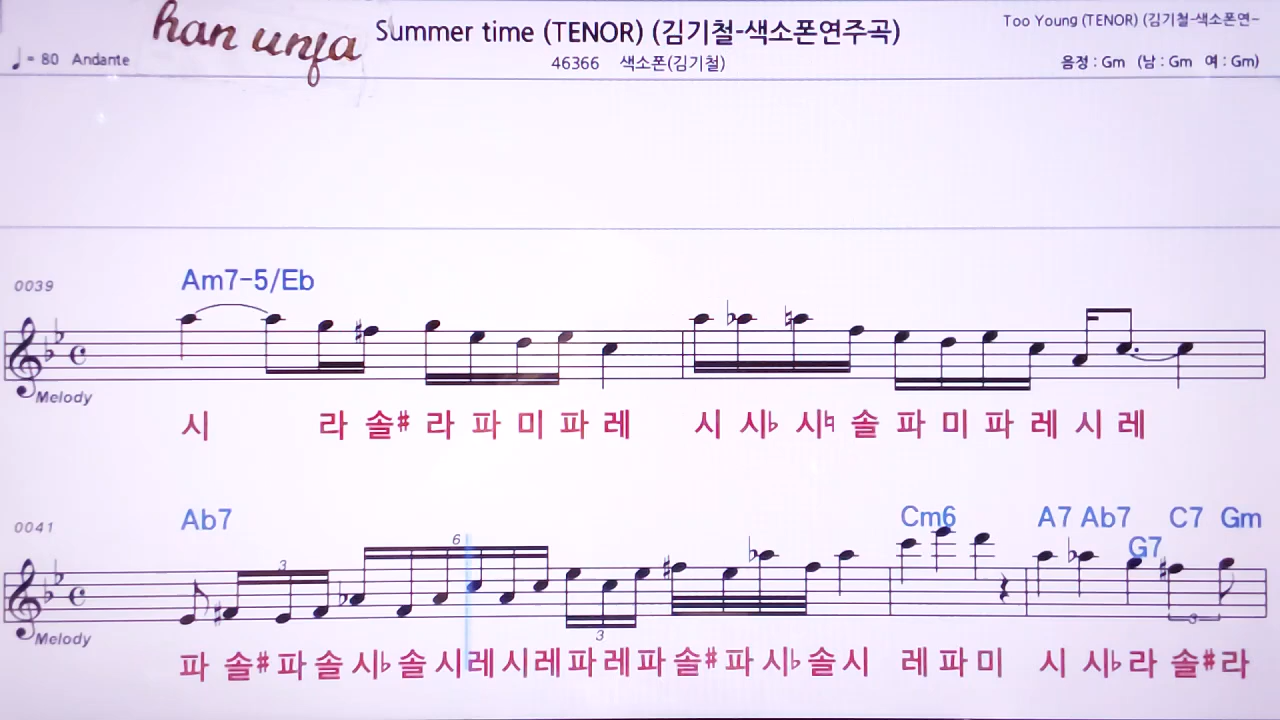 han unfa
Summer time (TENOR) (김기철-색소폰연주곡)
Too Young (TENOR) (김기철-색소폰연~
♩= 80 Andante
46366 색소폰(김기철)
음정 : Gm (남 : Gm 여 : Gm)
0039
Am7-5/Eb
Melody
시 라 솔# 라 파 미 파 레 시 시♭ 시♮ 솔 파 미 파 레 시 레
0041
Ab7 Cm6 A7 Ab7 G7 C7 Gm
3 6 3 3
Melody
파 솔# 파 솔 시♭ 솔 시 레 시 레 파 레 파 솔# 파 시♭ 솔 시 레 파 미 시 시♭ 라 솔# 라